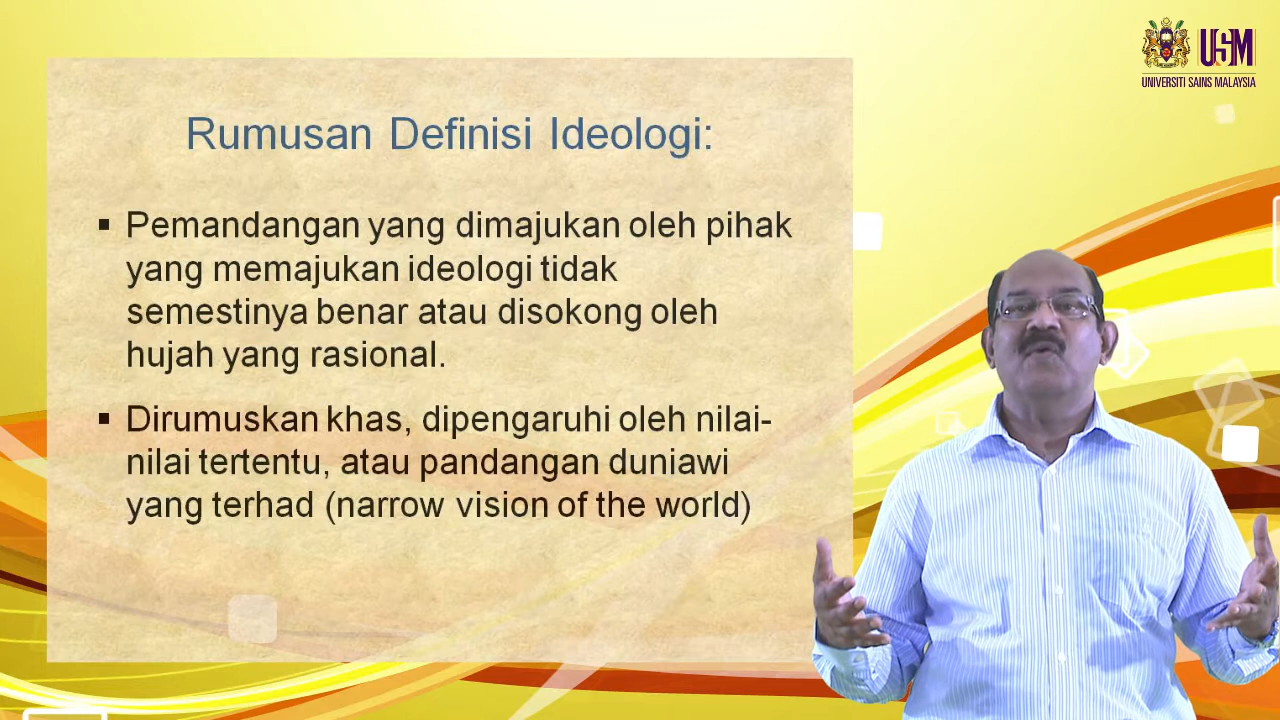 USM
UNIVERSITI SAINS MALAYSIA
Rumusan Definisi Ideologi:
▪ Pemandangan yang dimajukan oleh pihak
yang memajukan ideologi tidak
semestinya benar atau disokong oleh
hujah yang rasional.
▪ Dirumuskan khas, dipengaruhi oleh nilai-
nilai tertentu, atau pandangan duniawi
yang terhad (narrow vision of the world)